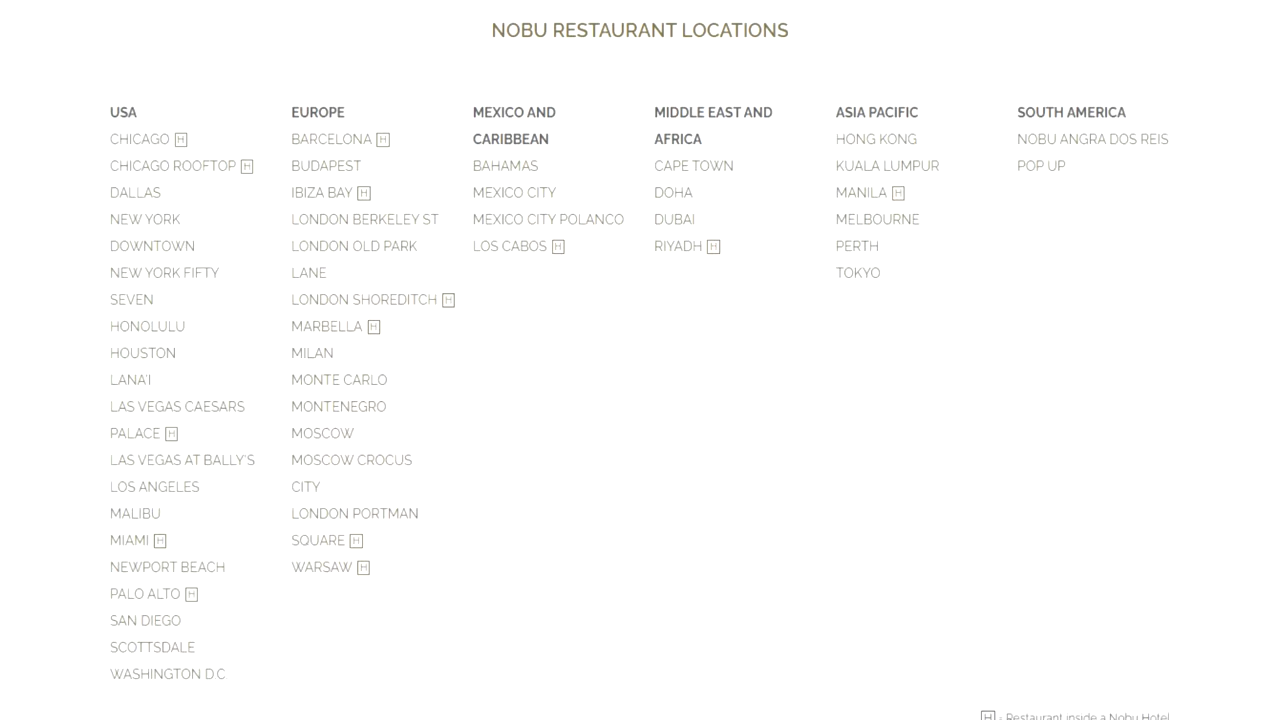 NOBU RESTAURANT LOCATIONS
USA
CHICAGO H
CHICAGO ROOFTOP H
DALLAS
NEW YORK
DOWNTOWN
NEW YORK FIFTY
SEVEN
HONOLULU
HOUSTON
LANA'I
LAS VEGAS CAESARS
PALACE H
LAS VEGAS AT BALLY'S
LOS ANGELES
MALIBU
MIAMI H
NEWPORT BEACH
PALO ALTO H
SAN DIEGO
SCOTTSDALE
WASHINGTON D.C
EUROPE
BARCELONA H
BUDAPEST
IBIZA BAY H
LONDON BERKELEY ST
LONDON OLD PARK
LANE
LONDON SHOREDITCH H
MARBELLA H
MILAN
MONTE CARLO
MONTENEGRO
MOSCOW
MOSCOW CROCUS
CITY
LONDON PORTMAN
SQUARE H
WARSAW H
MEXICO AND
CARIBBEAN
BAHAMAS
MEXICO CITY
MEXICO CITY POLANCO
LOS CABOS H
MIDDLE EAST AND
AFRICA
CAPE TOWN
DOHA
DUBAI
RIYADH H
ASIA PACIFIC
HONG KONG
KUALA LUMPUR
MANILA H
MELBOURNE
PERTH
TOKYO
SOUTH AMERICA
NOBU ANGRA DOS REIS
POP UP
H - Restaurant inside a Nobu Hotel